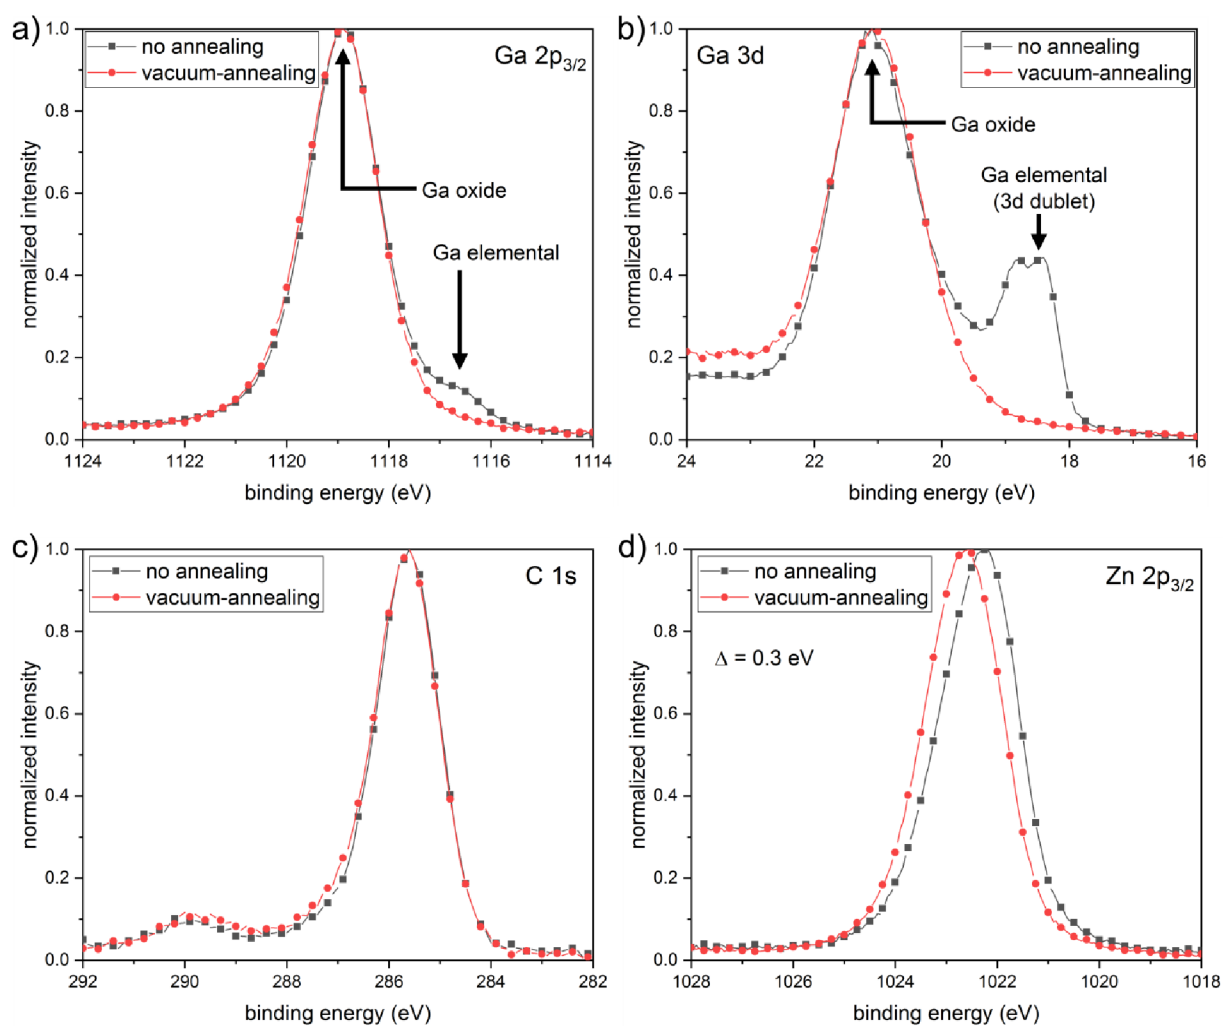 a)
no annealing
vacuum-annealing
Ga 2p3/2
Ga oxide
Ga elemental
normalized intensity
1.0
0.8
0.6
0.4
0.2
0.0
1124
1122
1120
1118
1116
1114
binding energy (eV)
b)
Ga 3d
no annealing
vacuum-annealing
Ga oxide
Ga elemental
(3d dublet)
normalized intensity
1.0
0.8
0.6
0.4
0.2
0.0
24
22
20
18
16
binding energy (eV)
c)
no annealing
vacuum-annealing
C 1s
normalized intensity
1.0
0.8
0.6
0.4
0.2
0.0
292
290
288
286
284
282
binding energy (eV)
d)
no annealing
vacuum-annealing
Zn 2p3/2
Δ = 0.3 eV
normalized intensity
1.0
0.8
0.6
0.4
0.2
0.0
1028
1026
1024
1022
1020
1018
binding energy (eV)